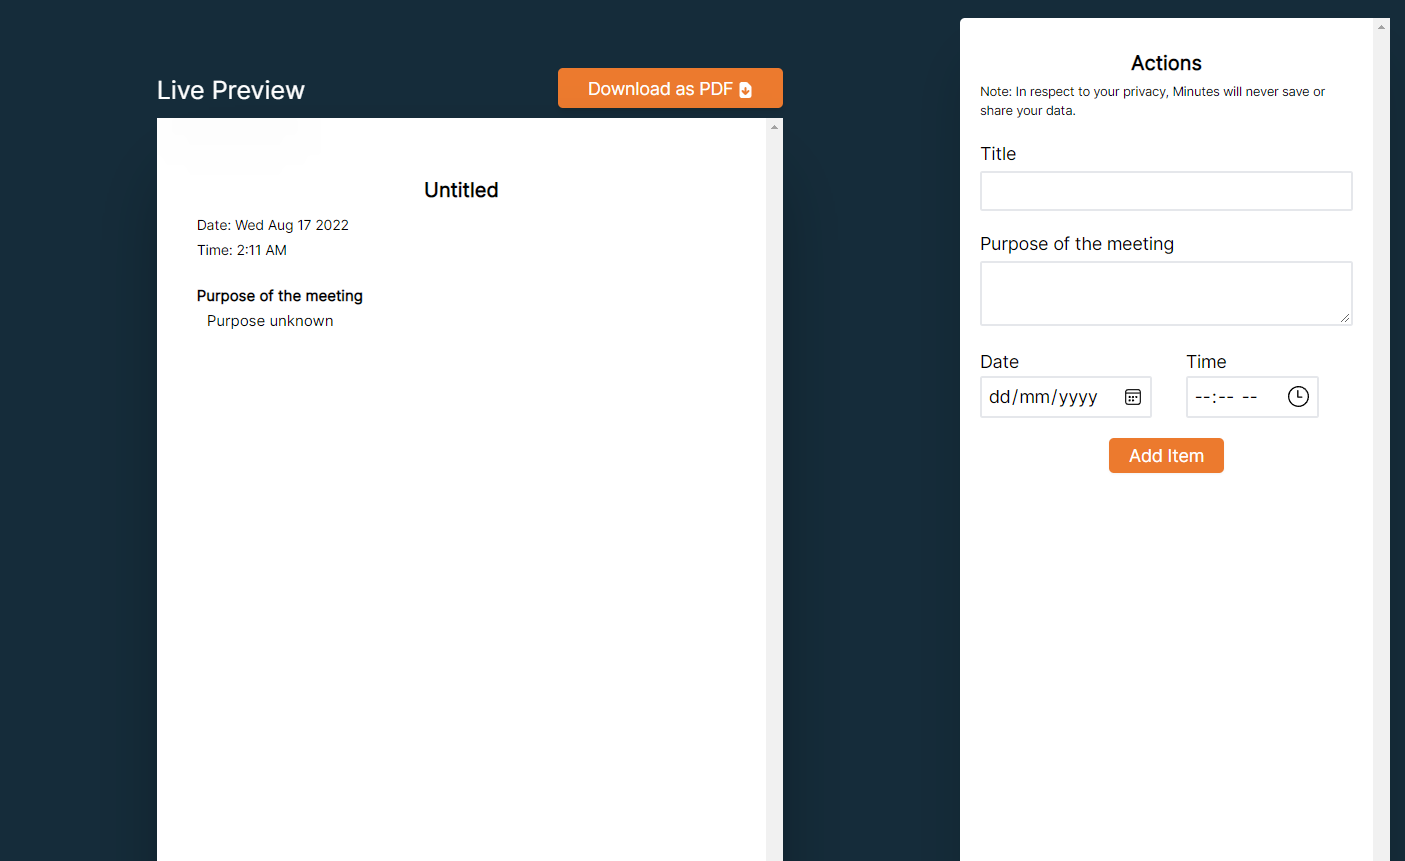 Live Preview
Download as PDF
Untitled
Date: Wed Aug 17 2022
Time: 2:11 AM
Purpose of the meeting
Purpose unknown
Actions
Note: In respect to your privacy, Minutes will never save or
share your data.
Title
Purpose of the meeting
Date Time
dd/mm/yyyy --:-- --
Add Item